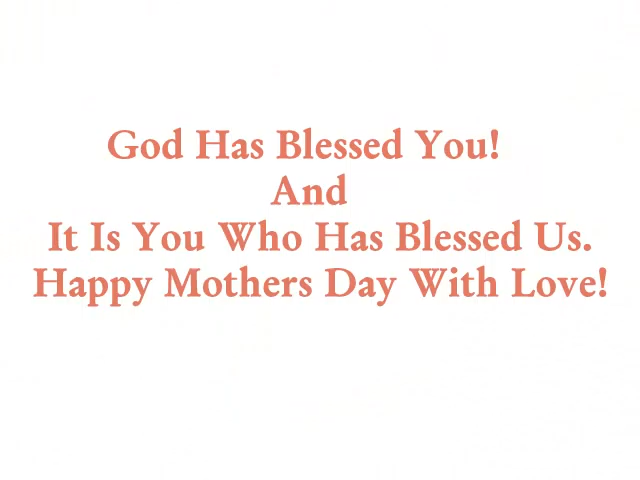 God Has Blessed You!
And
It Is You Who Has Blessed Us.
Happy Mothers Day With Love!